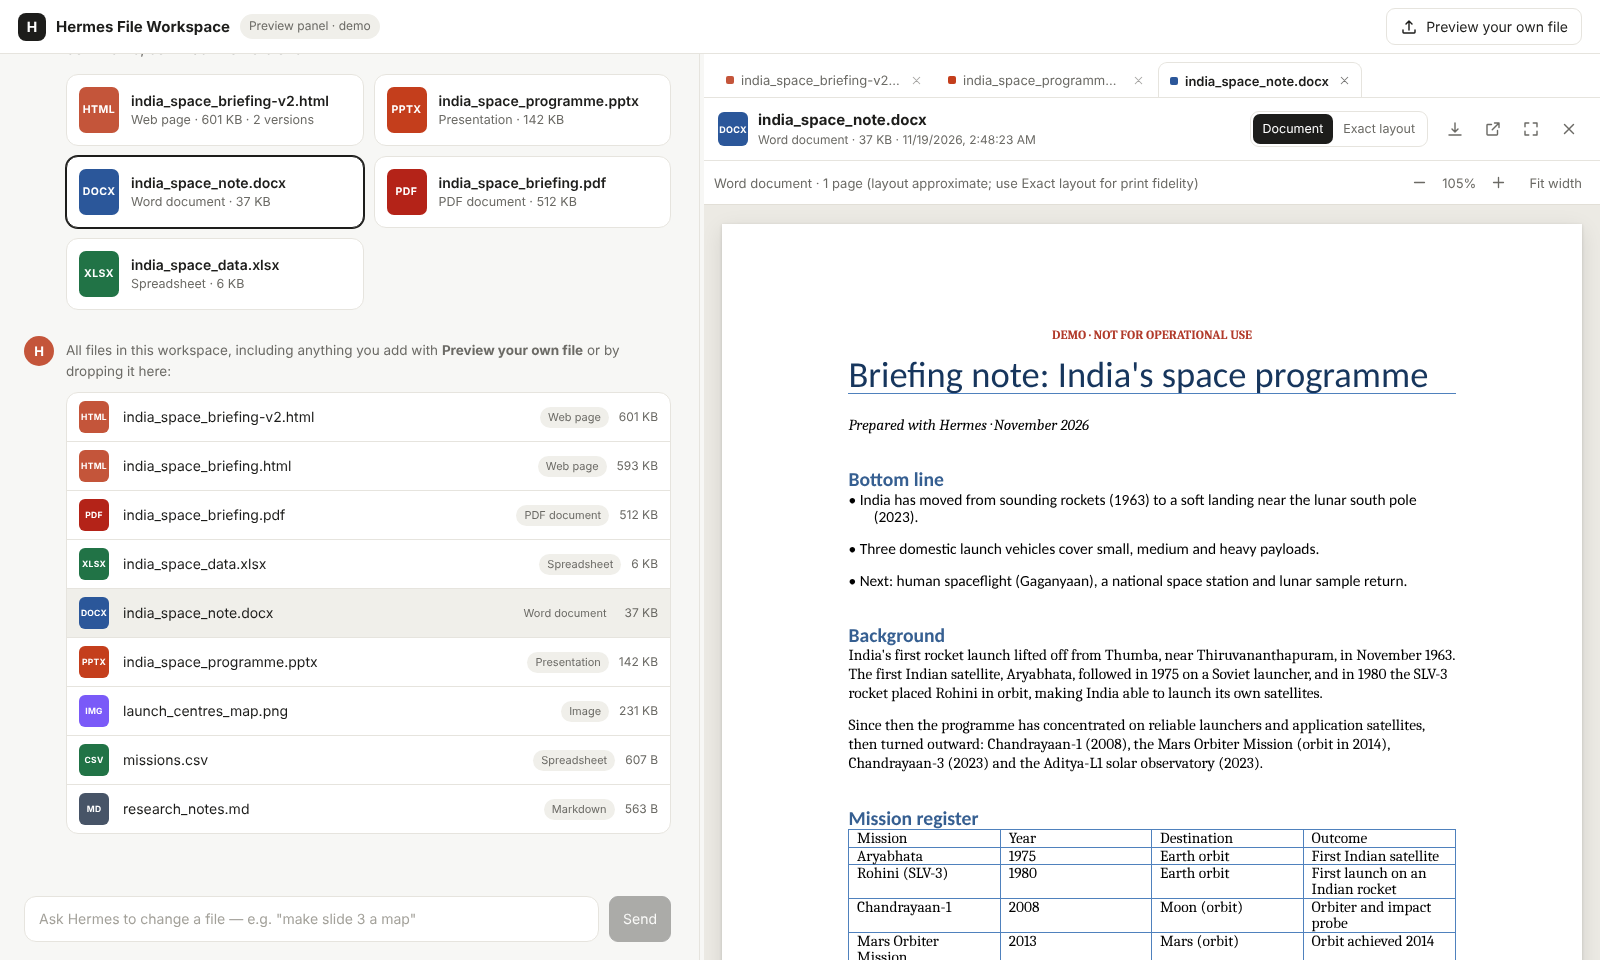 H Hermes File Workspace Preview panel · demo Preview your own file
HTML india_space_briefing-v2.html
Web page · 601 KB · 2 versions
PPTX india_space_programme.pptx
Presentation · 142 KB
DOCX india_space_note.docx
Word document · 37 KB
PDF india_space_briefing.pdf
PDF document · 512 KB
XLSX india_space_data.xlsx
Spreadsheet · 6 KB
H All files in this workspace, including anything you add with Preview your own file or by
dropping it here:
HTML india_space_briefing-v2.html Web page 601 KB
HTML india_space_briefing.html Web page 593 KB
PDF india_space_briefing.pdf PDF document 512 KB
XLSX india_space_data.xlsx Spreadsheet 6 KB
DOCX india_space_note.docx Word document 37 KB
PPTX india_space_programme.pptx Presentation 142 KB
IMG launch_centres_map.png Image 231 KB
CSV missions.csv Spreadsheet 607 B
MD research_notes.md Markdown 563 B
Ask Hermes to change a file — e.g. "make slide 3 a map" Send
india_space_briefing-v2... india_space_programm... india_space_note.docx
DOCX india_space_note.docx
Word document · 37 KB · 11/19/2026, 2:48:23 AM
Document Exact layout
Word document · 1 page (layout approximate; use Exact layout for print fidelity) 105% Fit width
DEMO · NOT FOR OPERATIONAL USE
Briefing note: India's space programme
Prepared with Hermes · November 2026
Bottom line
• India has moved from sounding rockets (1963) to a soft landing near the lunar south pole
(2023).
• Three domestic launch vehicles cover small, medium and heavy payloads.
• Next: human spaceflight (Gaganyaan), a national space station and lunar sample return.
Background
India's first rocket launch lifted off from Thumba, near Thiruvananthapuram, in November 1963.
The first Indian satellite, Aryabhata, followed in 1975 on a Soviet launcher, and in 1980 the SLV-3
rocket placed Rohini in orbit, making India able to launch its own satellites.
Since then the programme has concentrated on reliable launchers and application satellites,
then turned outward: Chandrayaan-1 (2008), the Mars Orbiter Mission (orbit in 2014),
Chandrayaan-3 (2023) and the Aditya-L1 solar observatory (2023).
Mission register
Mission Year Destination Outcome
Aryabhata 1975 Earth orbit First Indian satellite
Rohini (SLV-3) 1980 Earth orbit First launch on an
Indian rocket
Chandrayaan-1 2008 Moon (orbit) Orbiter and impact
probe
Mars Orbiter 2013 Mars (orbit) Orbit achieved 2014
Mission